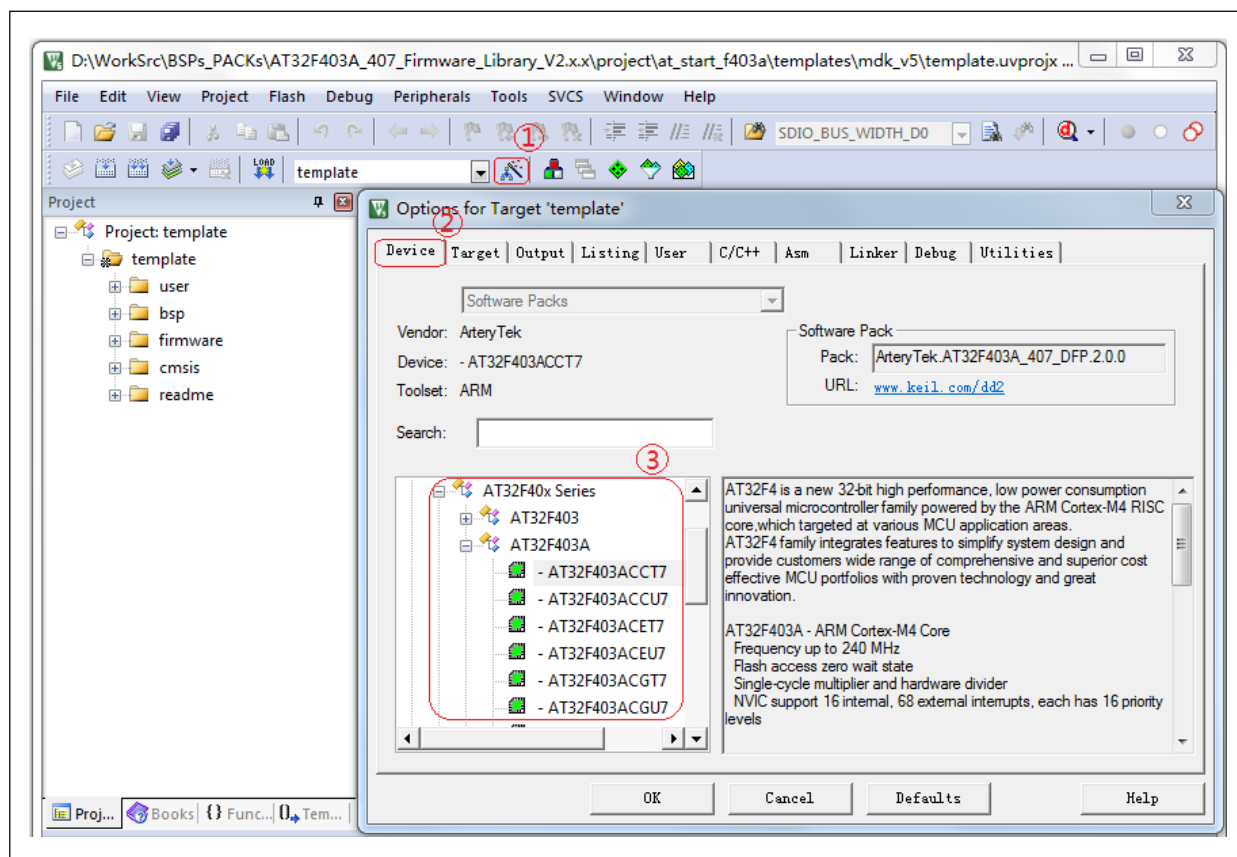 D:\WorkSrc\BSPs_PACKs\AT32F403A_407_Firmware_Library_V2.x.x\project\at_start_f403a\templates\mdk_v5\template.uvprojx ...
File Edit View Project Flash Debug Peripherals Tools SVCS Window Help
① SDIO_BUS_WIDTH_D0
LOAD template
Project
Options for Target 'template'
②
Project: template
template
user
bsp
firmware
cmsis
readme
Device Target Output Listing User C/C++ Asm Linker Debug Utilities
Software Packs
Vendor: ArteryTek
Device: - AT32F403ACCT7
Toolset: ARM
Software Pack
Pack: ArteryTek.AT32F403A_407_DFP.2.0.0
URL: www.keil.com/dd2
Search:
③
AT32F40x Series
AT32F403
AT32F403A
- AT32F403ACCT7
- AT32F403ACCU7
- AT32F403ACET7
- AT32F403ACEU7
- AT32F403ACGT7
- AT32F403ACGU7
AT32F4 is a new 32-bit high performance, low power consumption
universal microcontroller family powered by the ARM Cortex-M4 RISC
core,which targeted at various MCU application areas.
AT32F4 family integrates features to simplify system design and
provide customers wide range of comprehensive and superior cost
effective MCU portfolios with proven technology and great
innovation.
AT32F403A - ARM Cortex-M4 Core
Frequency up to 240 MHz
Flash access zero wait state
Single-cycle multiplier and hardware divider
NVIC support 16 internal, 68 external interrupts, each has 16 priority
levels
OK Cancel Defaults Help
Proj... Books {} Func... 0 Tem...